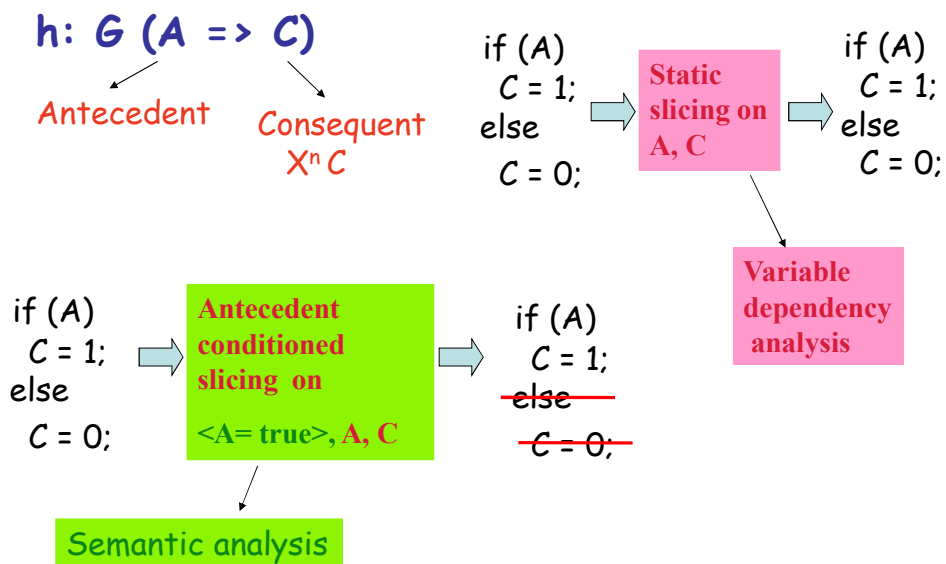 h: G (A => C)
Antecedent
Consequent
Xⁿ C
if (A)
C = 1;
else
C = 0;
Static
slicing on
A, C
if (A)
C = 1;
else
C = 0;
Variable
dependency
analysis
if (A)
C = 1;
else
C = 0;
Antecedent
conditioned
slicing on
<A= true>, A, C
if (A)
C = 1;
else
C = 0;
Semantic analysis